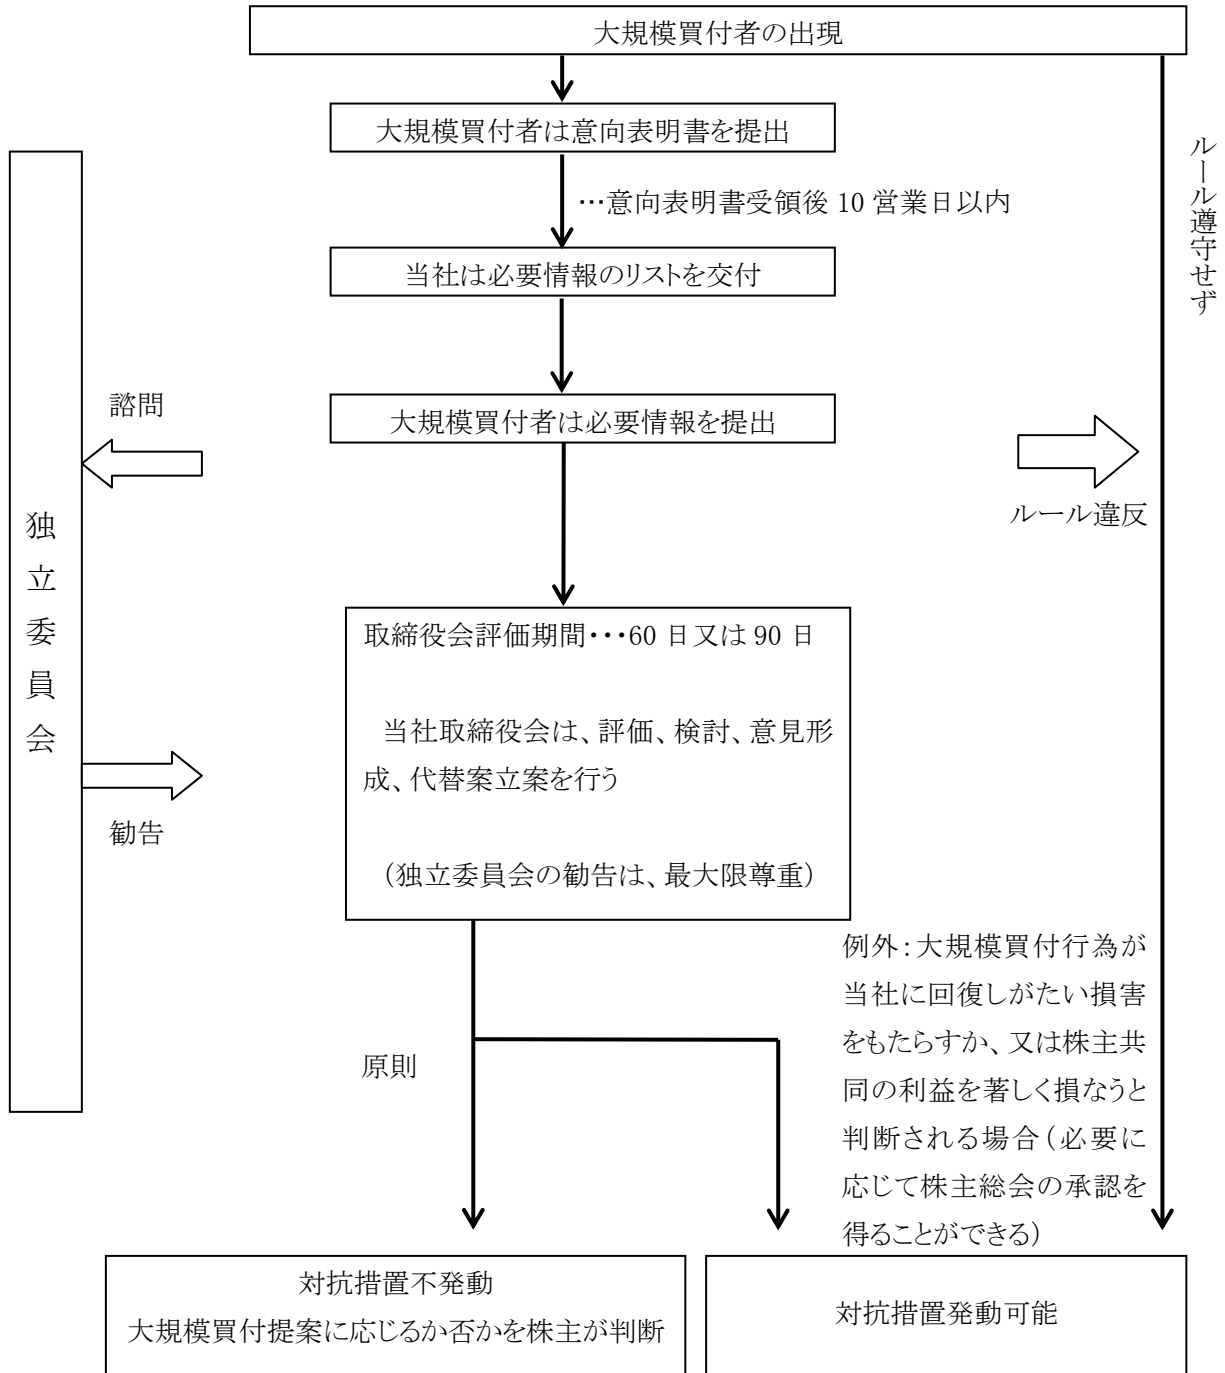 大規模買付者の出現
大規模買付者は意向表明書を提出
…意向表明書受領後 10 営業日以内
当社は必要情報のリストを交付
大規模買付者は必要情報を提出
ルール遵守せず
諮問
ルール違反
独立委員会
勧告
取締役会評価期間･･･60 日又は 90 日
当社取締役会は、評価、検討、意見形
成、代替案立案を行う
（独立委員会の勧告は、最大限尊重）
原則
例外：大規模買付行為が
当社に回復しがたい損害
をもたらすか、又は株主共
同の利益を著しく損なうと
判断される場合（必要に
応じて株主総会の承認を
得ることができる）
対抗措置不発動
大規模買付提案に応じるか否かを株主が判断
対抗措置発動可能